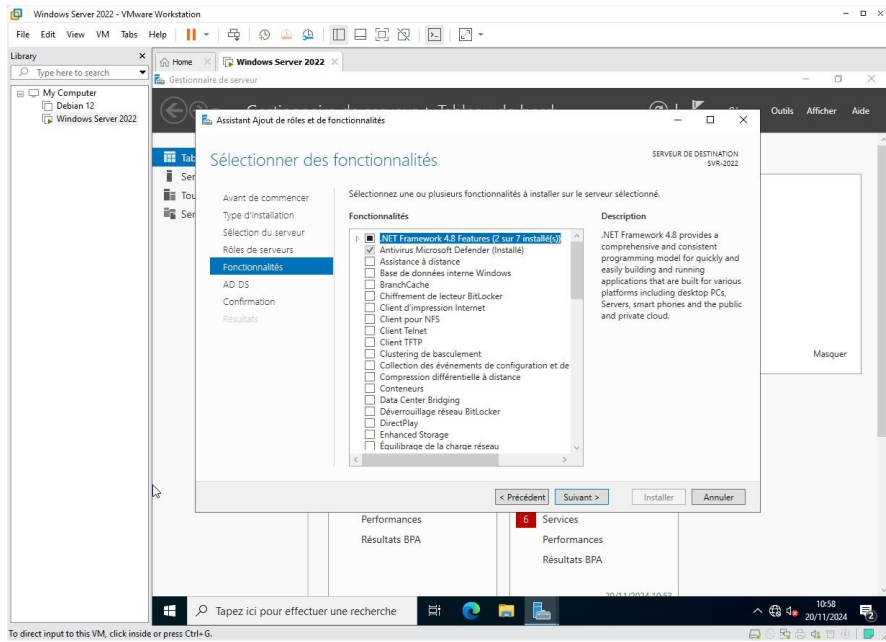 Windows Server 2022 - VMware Workstation
File Edit View VM Tabs Help
Library
Type here to search
My Computer
Debian 12
Windows Server 2022
Home
Windows Server 2022
Gestionnaire de serveur
Outils Afficher Aide
Assistant Ajout de rôles et de fonctionnalités
Sélectionner des fonctionnalités
SERVEUR DE DESTINATION
SVR-2022
Avant de commencer
Type d'installation
Sélection du serveur
Rôles de serveurs
Fonctionnalités
AD DS
Confirmation
Résultats
Sélectionnez une ou plusieurs fonctionnalités à installer sur le serveur sélectionné.
Fonctionnalités
.NET Framework 4.8 Features (2 sur 7 installé(s))
Antivirus Microsoft Defender (Installé)
Assistance à distance
Base de données interne Windows
BranchCache
Chiffrement de lecteur BitLocker
Client d'impression Internet
Client pour NFS
Client Telnet
Client TFTP
Clustering de basculement
Collection des événements de configuration et de
Compression différentielle à distance
Conteneurs
Data Center Bridging
Déverrouillage réseau BitLocker
DirectPlay
Enhanced Storage
Équilibrage de la charge réseau
Description
.NET Framework 4.8 provides a
comprehensive and consistent
programming model for quickly and
easily building and running
applications that are built for various
platforms including desktop PCs,
Servers, smart phones and the public
and private cloud.
Masquer
< Précédent Suivant > Installer Annuler
Performances
Résultats BPA
6 Services
Performances
Résultats BPA
20/11/2024 10:53
Tapez ici pour effectuer une recherche
10:58
20/11/2024
2
To direct input to this VM, click inside or press Ctrl+G.